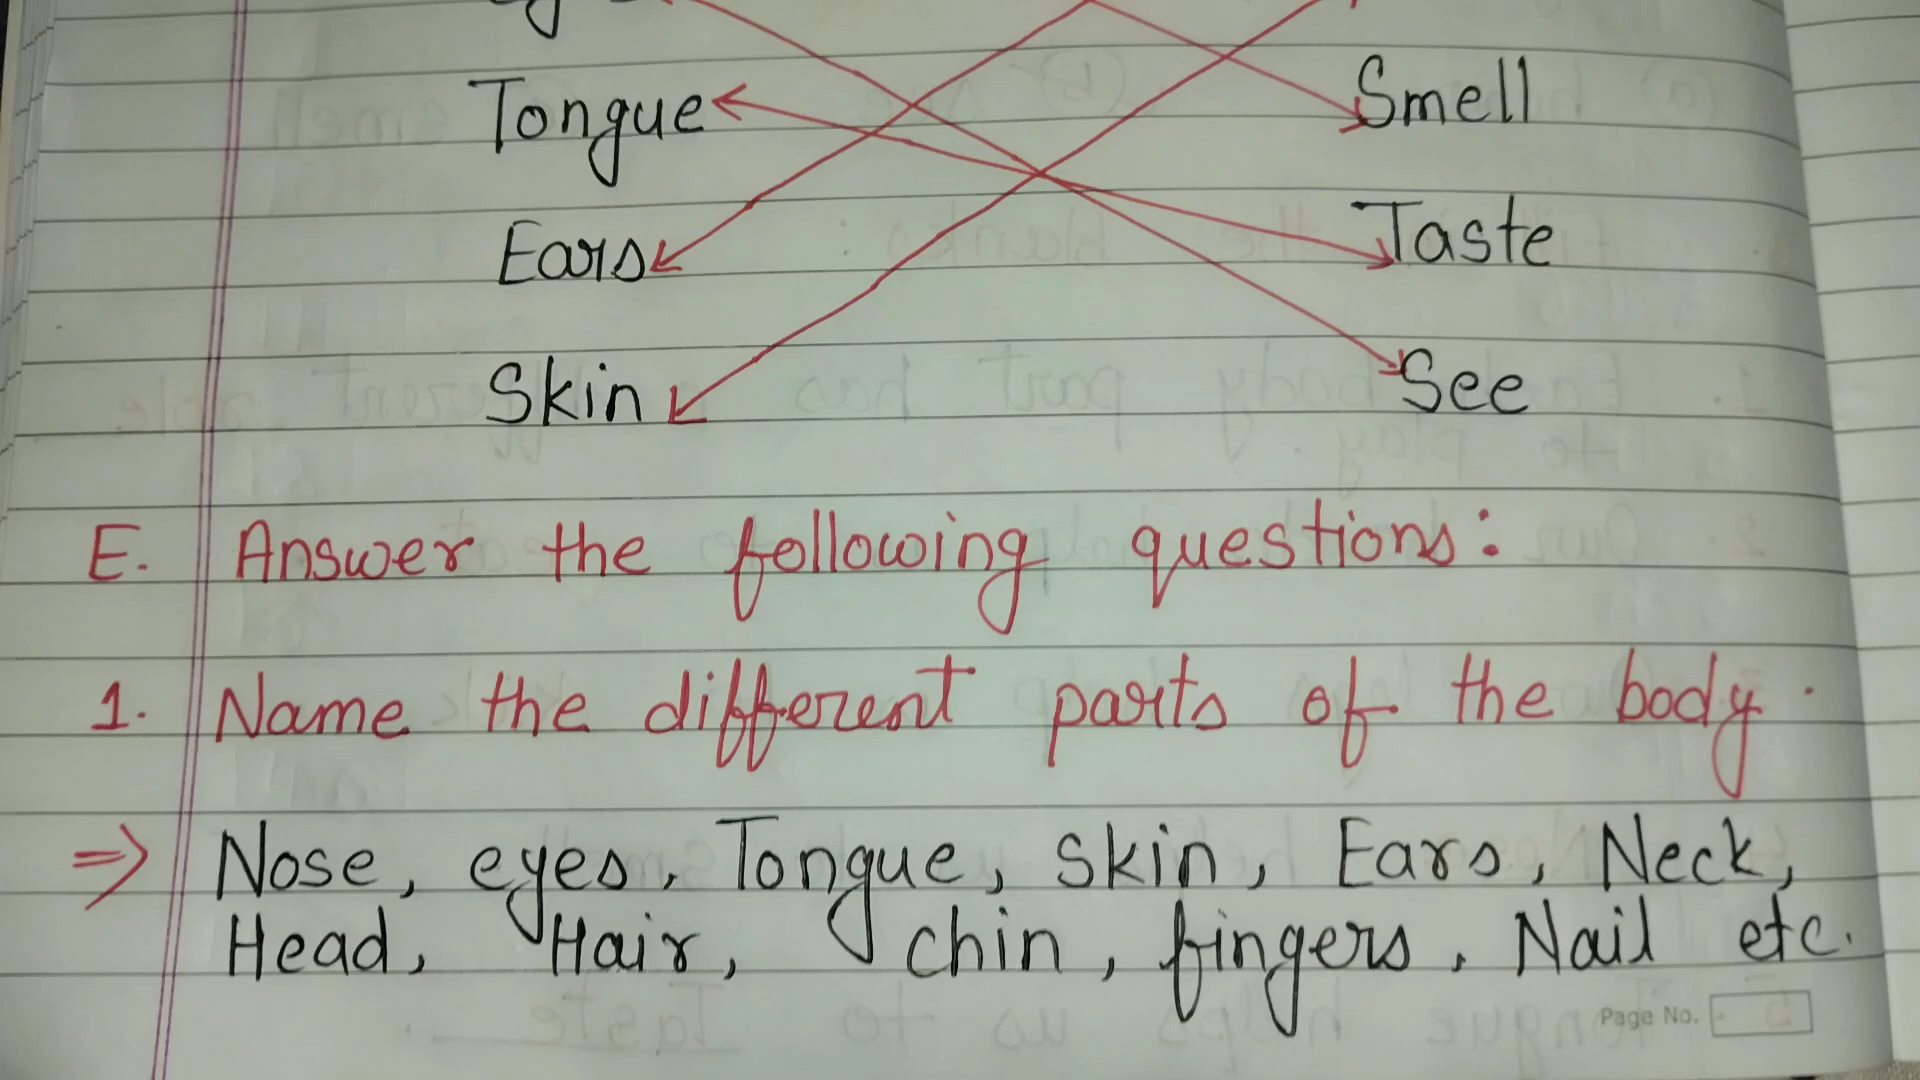 Tongue Smell
Ears Taste
Skin See
E. Answer the following questions:
1. Name the different parts of the body.
⇒ Nose, eyes, Tongue, skin, Ears, Neck,
Head, Hair, chin, fingers, Nail etc.
Page No.